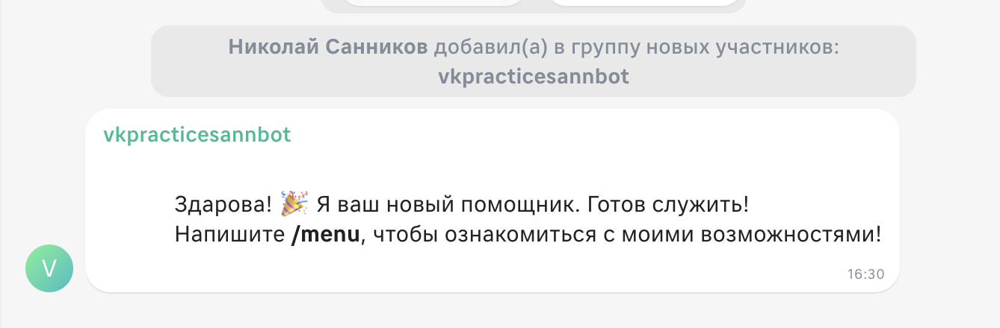 Николай Санников добавил(а) в группу новых участников:
vkpracticesannbot
vkpracticesannbot
Здарова! 🎉 Я ваш новый помощник. Готов служить!
Напишите /menu, чтобы ознакомиться с моими возможностями!
V
16:30